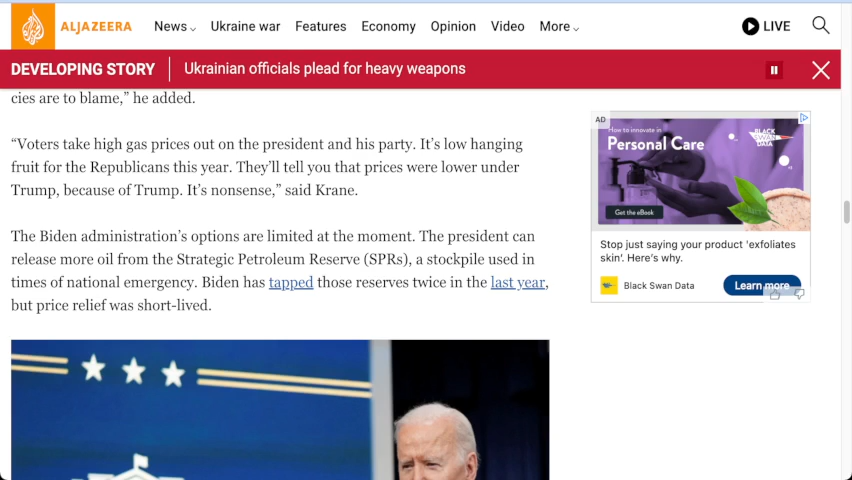 ALJAZEERA
News
Ukraine war
Features
Economy
Opinion
Video
More
LIVE
DEVELOPING STORY
Ukrainian officials plead for heavy weapons
cies are to blame,” he added.
“Voters take high gas prices out on the president and his party. It’s low hanging
fruit for the Republicans this year. They’ll tell you that prices were lower under
Trump, because of Trump. It’s nonsense,” said Krane.
The Biden administration’s options are limited at the moment. The president can
release more oil from the Strategic Petroleum Reserve (SPRs), a stockpile used in
times of national emergency. Biden has tapped those reserves twice in the last year,
but price relief was short-lived.
AD
How to innovate in
Personal Care
BLACK
SWAN
DATA
Get the eBook
Stop just saying your product 'exfoliates
skin'. Here's why.
Black Swan Data
Learn more